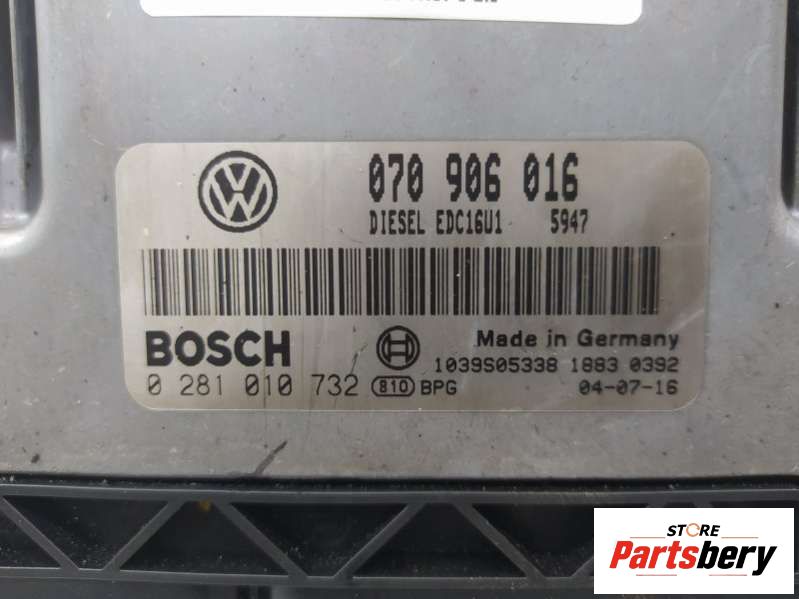 070 906 016
DIESEL EDC16U1 5947
BOSCH
Made in Germany
1039S05338 1883 0392
0 281 010 732 810 BPG 04-07-16
STORE
Partsbery